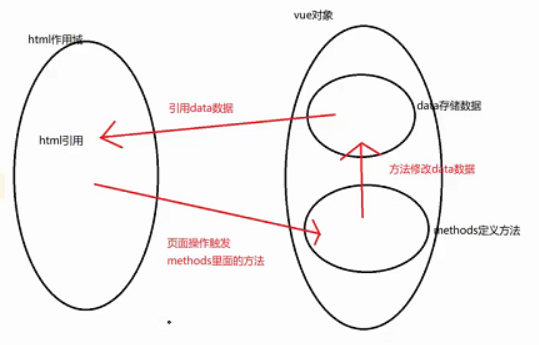 vue对象
html作用域
data存储数据
引用data数据
html引用
方法修改data数据
methods定义方法
页面操作触发
methods里面的方法